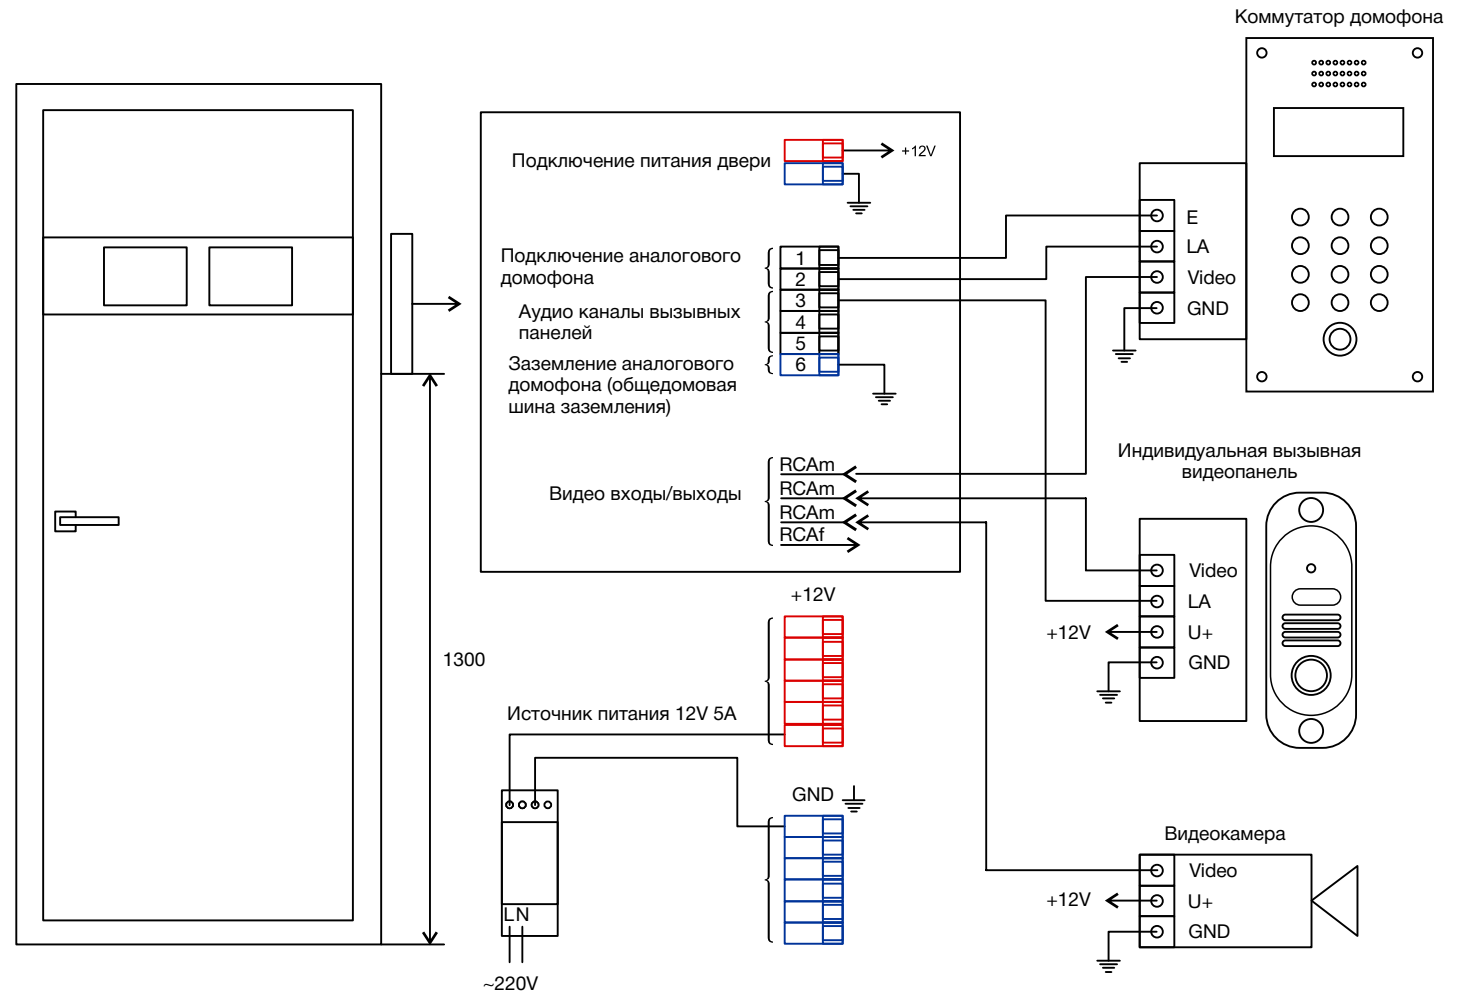 Коммутатор домофона
Подключение питания двери
+12V
E
LA
Video
GND
Подключение аналогового
домофона
1
2
3
4
5
6
Аудио каналы вызывных
панелей
Заземление аналогового
домофона (общедомовая
шина заземления)
Видео входы/выходы
RCAm
RCAm
RCAm
RCAf
Индивидуальная вызывная
видеопанель
Video
LA
+12V
U+
GND
+12V
1300
Источник питания 12V 5A
GND
LN
~220V
Видеокамера
Video
+12V
U+
GND